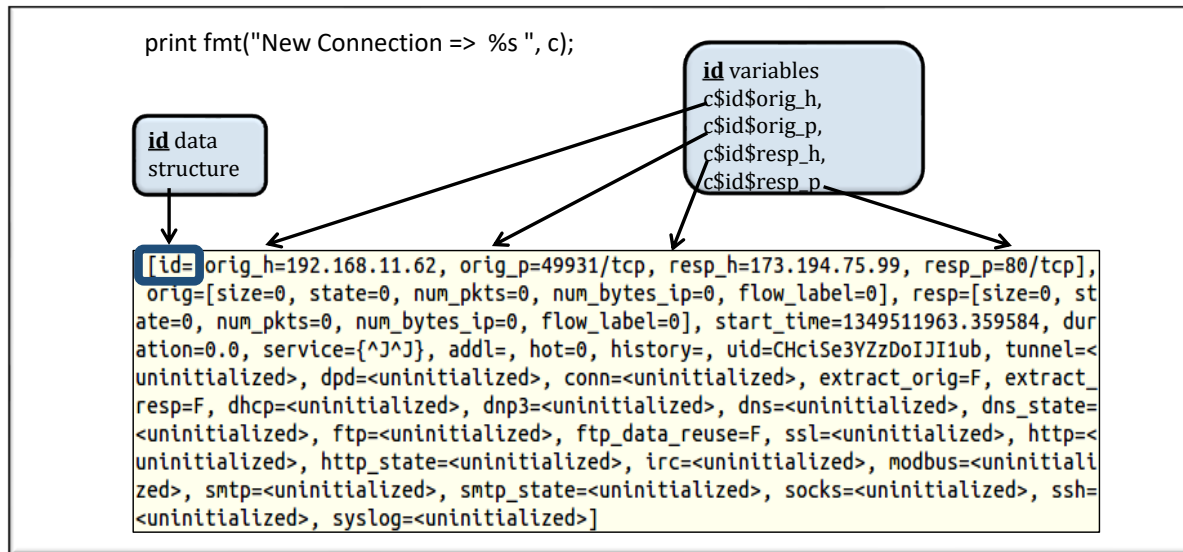 print fmt("New Connection => %s ", c);
id variables
c$id$orig_h,
c$id$orig_p,
c$id$resp_h,
c$id$resp_p
id data
structure
[id= orig_h=192.168.11.62, orig_p=49931/tcp, resp_h=173.194.75.99, resp_p=80/tcp],
orig=[size=0, state=0, num_pkts=0, num_bytes_ip=0, flow_label=0], resp=[size=0, st
ate=0, num_pkts=0, num_bytes_ip=0, flow_label=0], start_time=1349511963.359584, dur
ation=0.0, service={^J^J}, addl=, hot=0, history=, uid=CHciSe3YZzDoIJI1ub, tunnel=<
uninitialized>, dpd=<uninitialized>, conn=<uninitialized>, extract_orig=F, extract_
resp=F, dhcp=<uninitialized>, dnp3=<uninitialized>, dns=<uninitialized>, dns_state=
<uninitialized>, ftp=<uninitialized>, ftp_data_reuse=F, ssl=<uninitialized>, http=<
uninitialized>, http_state=<uninitialized>, irc=<uninitialized>, modbus=<uninitiali
zed>, smtp=<uninitialized>, smtp_state=<uninitialized>, socks=<uninitialized>, ssh=
<uninitialized>, syslog=<uninitialized>]